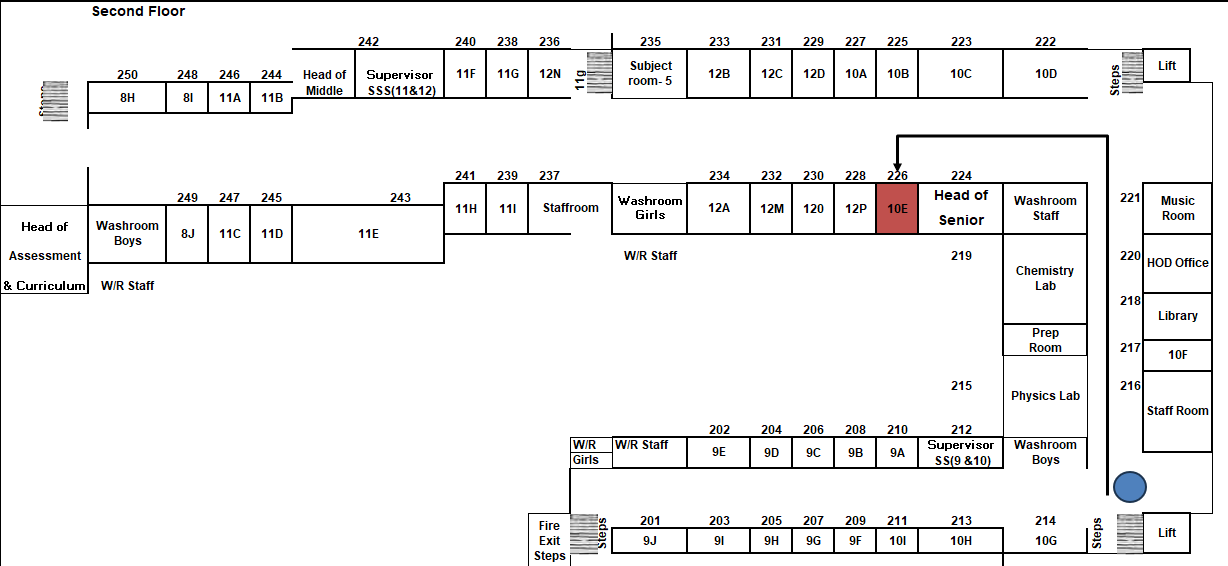 Second Floor
242 240 238 236 235 233 231 229 227 225 223 222
250 248 246 244 Head of Middle Supervisor SSS(11&12) 11F 11G 12N 11g Subject room- 5 12B 12C 12D 10A 10B 10C 10D Steps Lift
Steps 8H 8I 11A 11B
241 239 237 234 232 230 228 226 224
249 247 245 243 11H 11I Staffroom Washroom Girls 12A 12M 120 12P 10E Head of Senior Washroom Staff 221 Music Room
Head of Assessment & Curriculum Washroom Boys 8J 11C 11D 11E
W/R Staff W/R Staff 219 Chemistry Lab 220 HOD Office
218 Library
Prep Room 217 10F
215 Physics Lab 216 Staff Room
202 204 206 208 210 212
W/R Girls W/R Staff 9E 9D 9C 9B 9A Supervisor SS(9 &10) Washroom Boys
201 203 205 207 209 211 213 214
Fire Exit Steps Steps 9J 9I 9H 9G 9F 10I 10H 10G Steps Lift